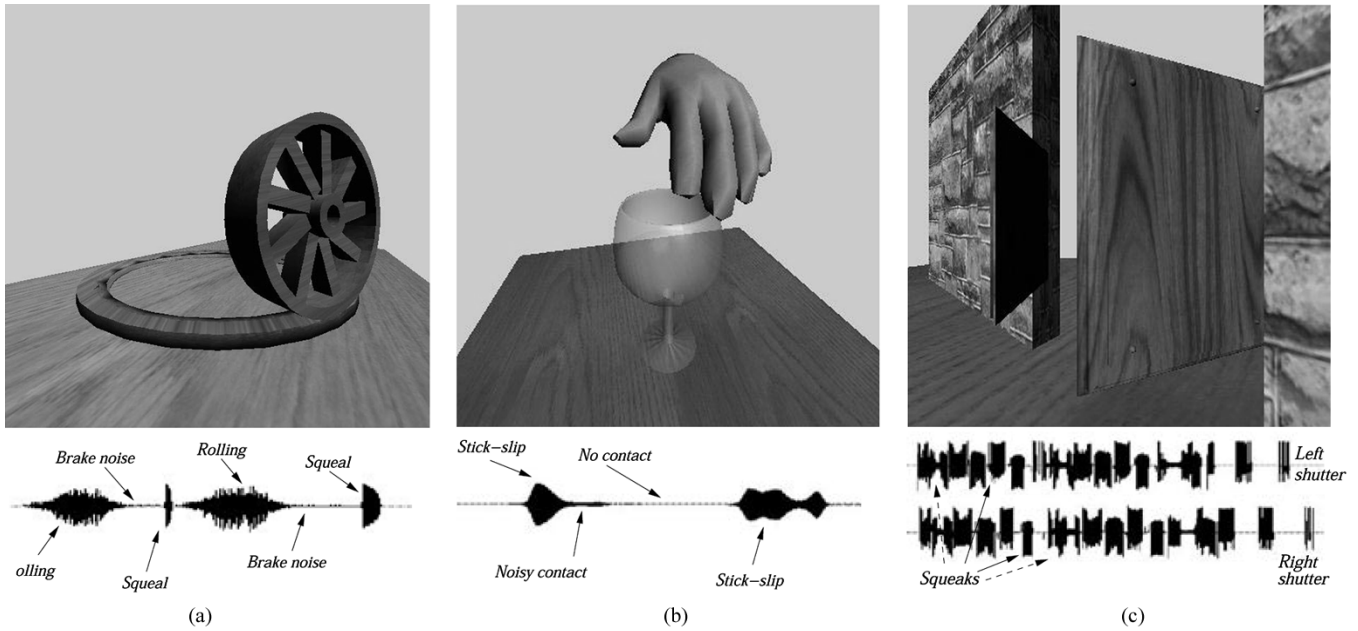 Brake noise
Rolling
Squeal
olling
Squeal
Brake noise
(a)
Stick–slip
No contact
Noisy contact
Stick–slip
(b)
Left
shutter
Squeaks
Right
shutter
(c)